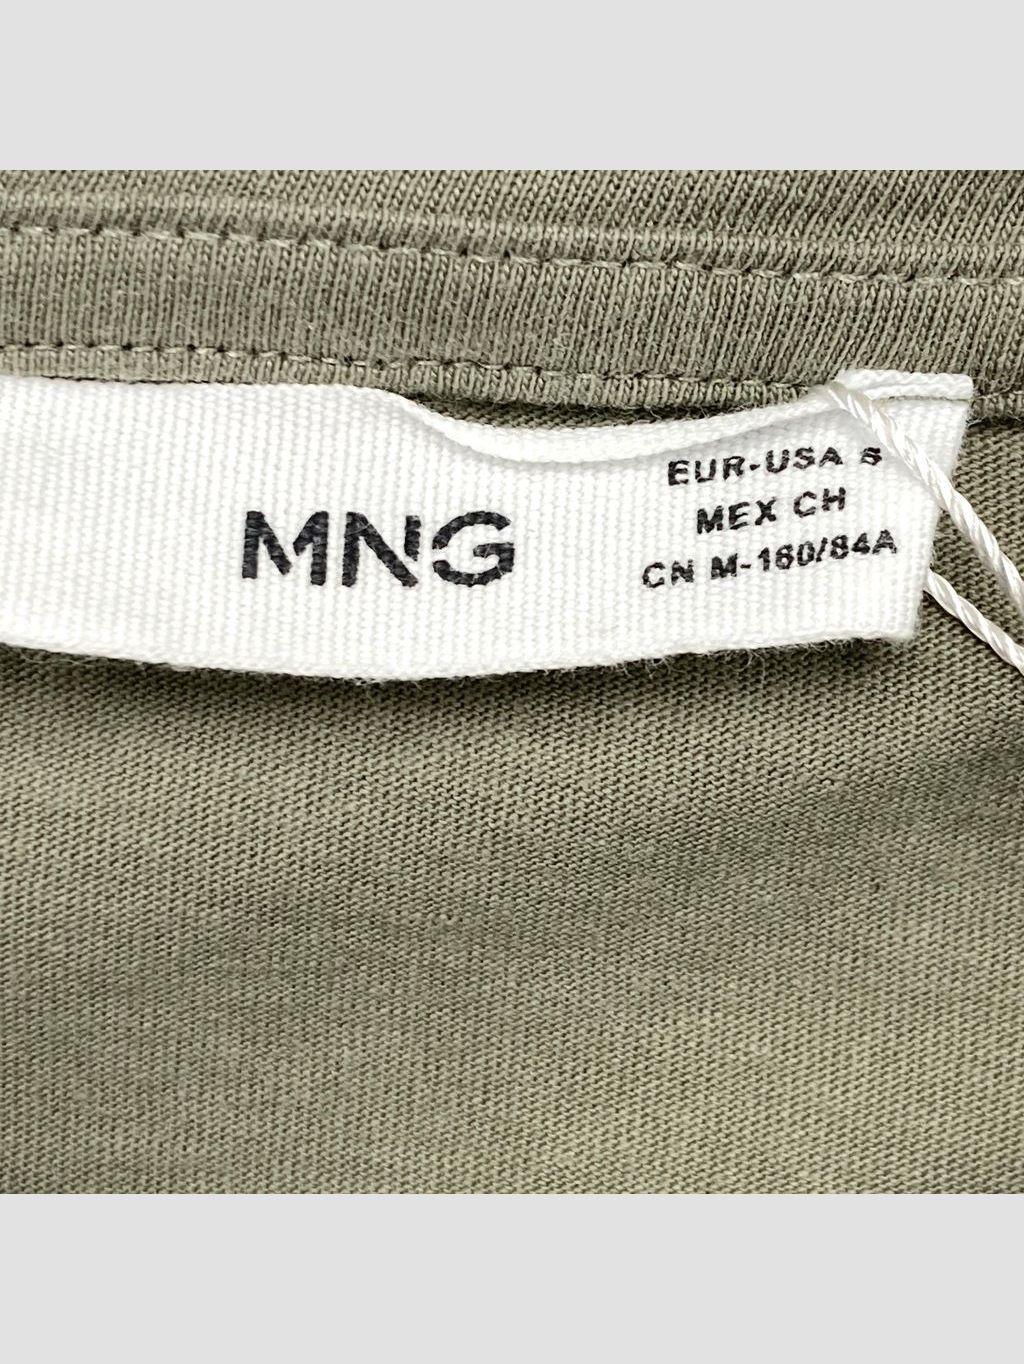 MNG
EUR-USA S
MEX CH
CN M-160/84A